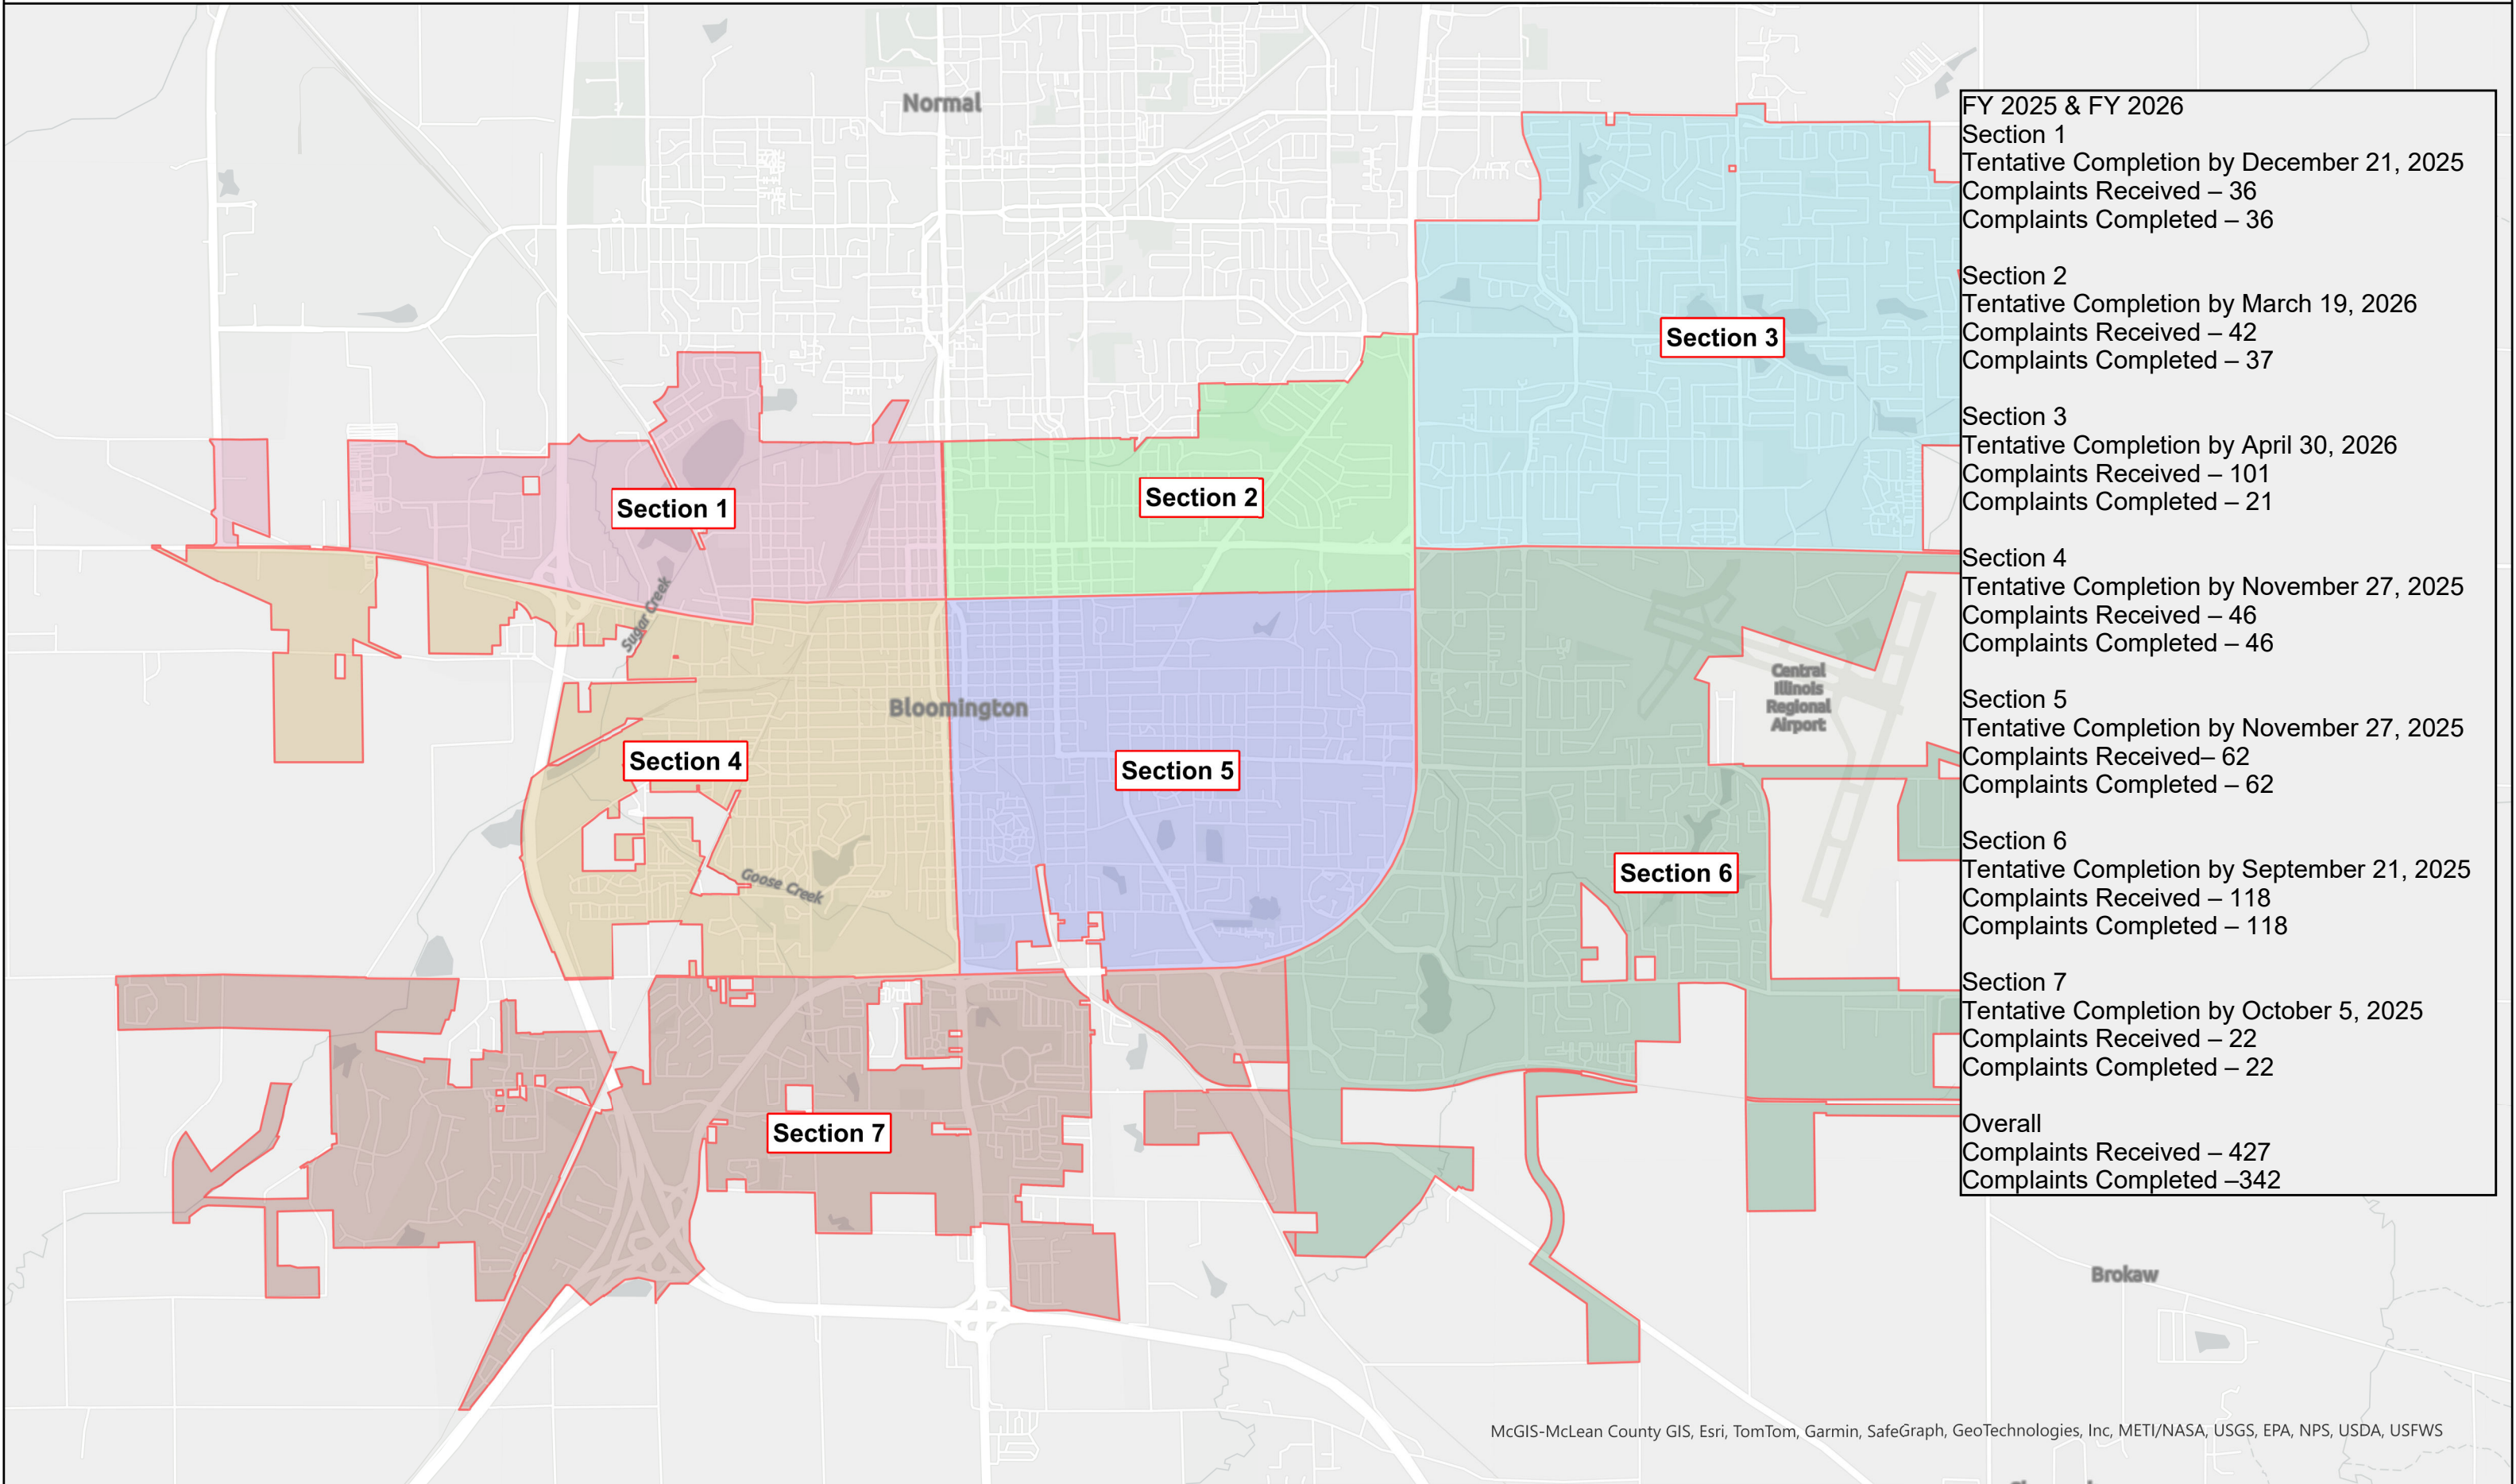 Normal
FY 2025 & FY 2026
Section 1
Tentative Completion by December 21, 2025
Complaints Received – 36
Complaints Completed – 36
Section 2
Tentative Completion by March 19, 2026
Complaints Received – 42
Complaints Completed – 37
Section 3
Tentative Completion by April 30, 2026
Complaints Received – 101
Complaints Completed – 21
Section 4
Tentative Completion by November 27, 2025
Complaints Received – 46
Complaints Completed – 46
Section 5
Tentative Completion by November 27, 2025
Complaints Received– 62
Complaints Completed – 62
Section 6
Tentative Completion by September 21, 2025
Complaints Received – 118
Complaints Completed – 118
Section 7
Tentative Completion by October 5, 2025
Complaints Received – 22
Complaints Completed – 22
Overall
Complaints Received – 427
Complaints Completed –342
Section 3
Section 2
Section 1
Sugar Creek
Central
Illinois
Regional
Airport
Bloomington
Section 4
Section 5
Section 6
Goose Creek
Section 7
Brokaw
McGIS-McLean County GIS, Esri, TomTom, Garmin, SafeGraph, GeoTechnologies, Inc, METI/NASA, USGS, EPA, NPS, USDA, USFWS